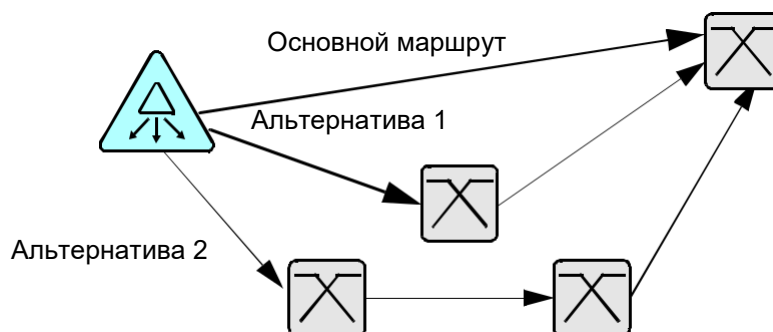 Основной маршрут
Альтернатива 1
Альтернатива 2